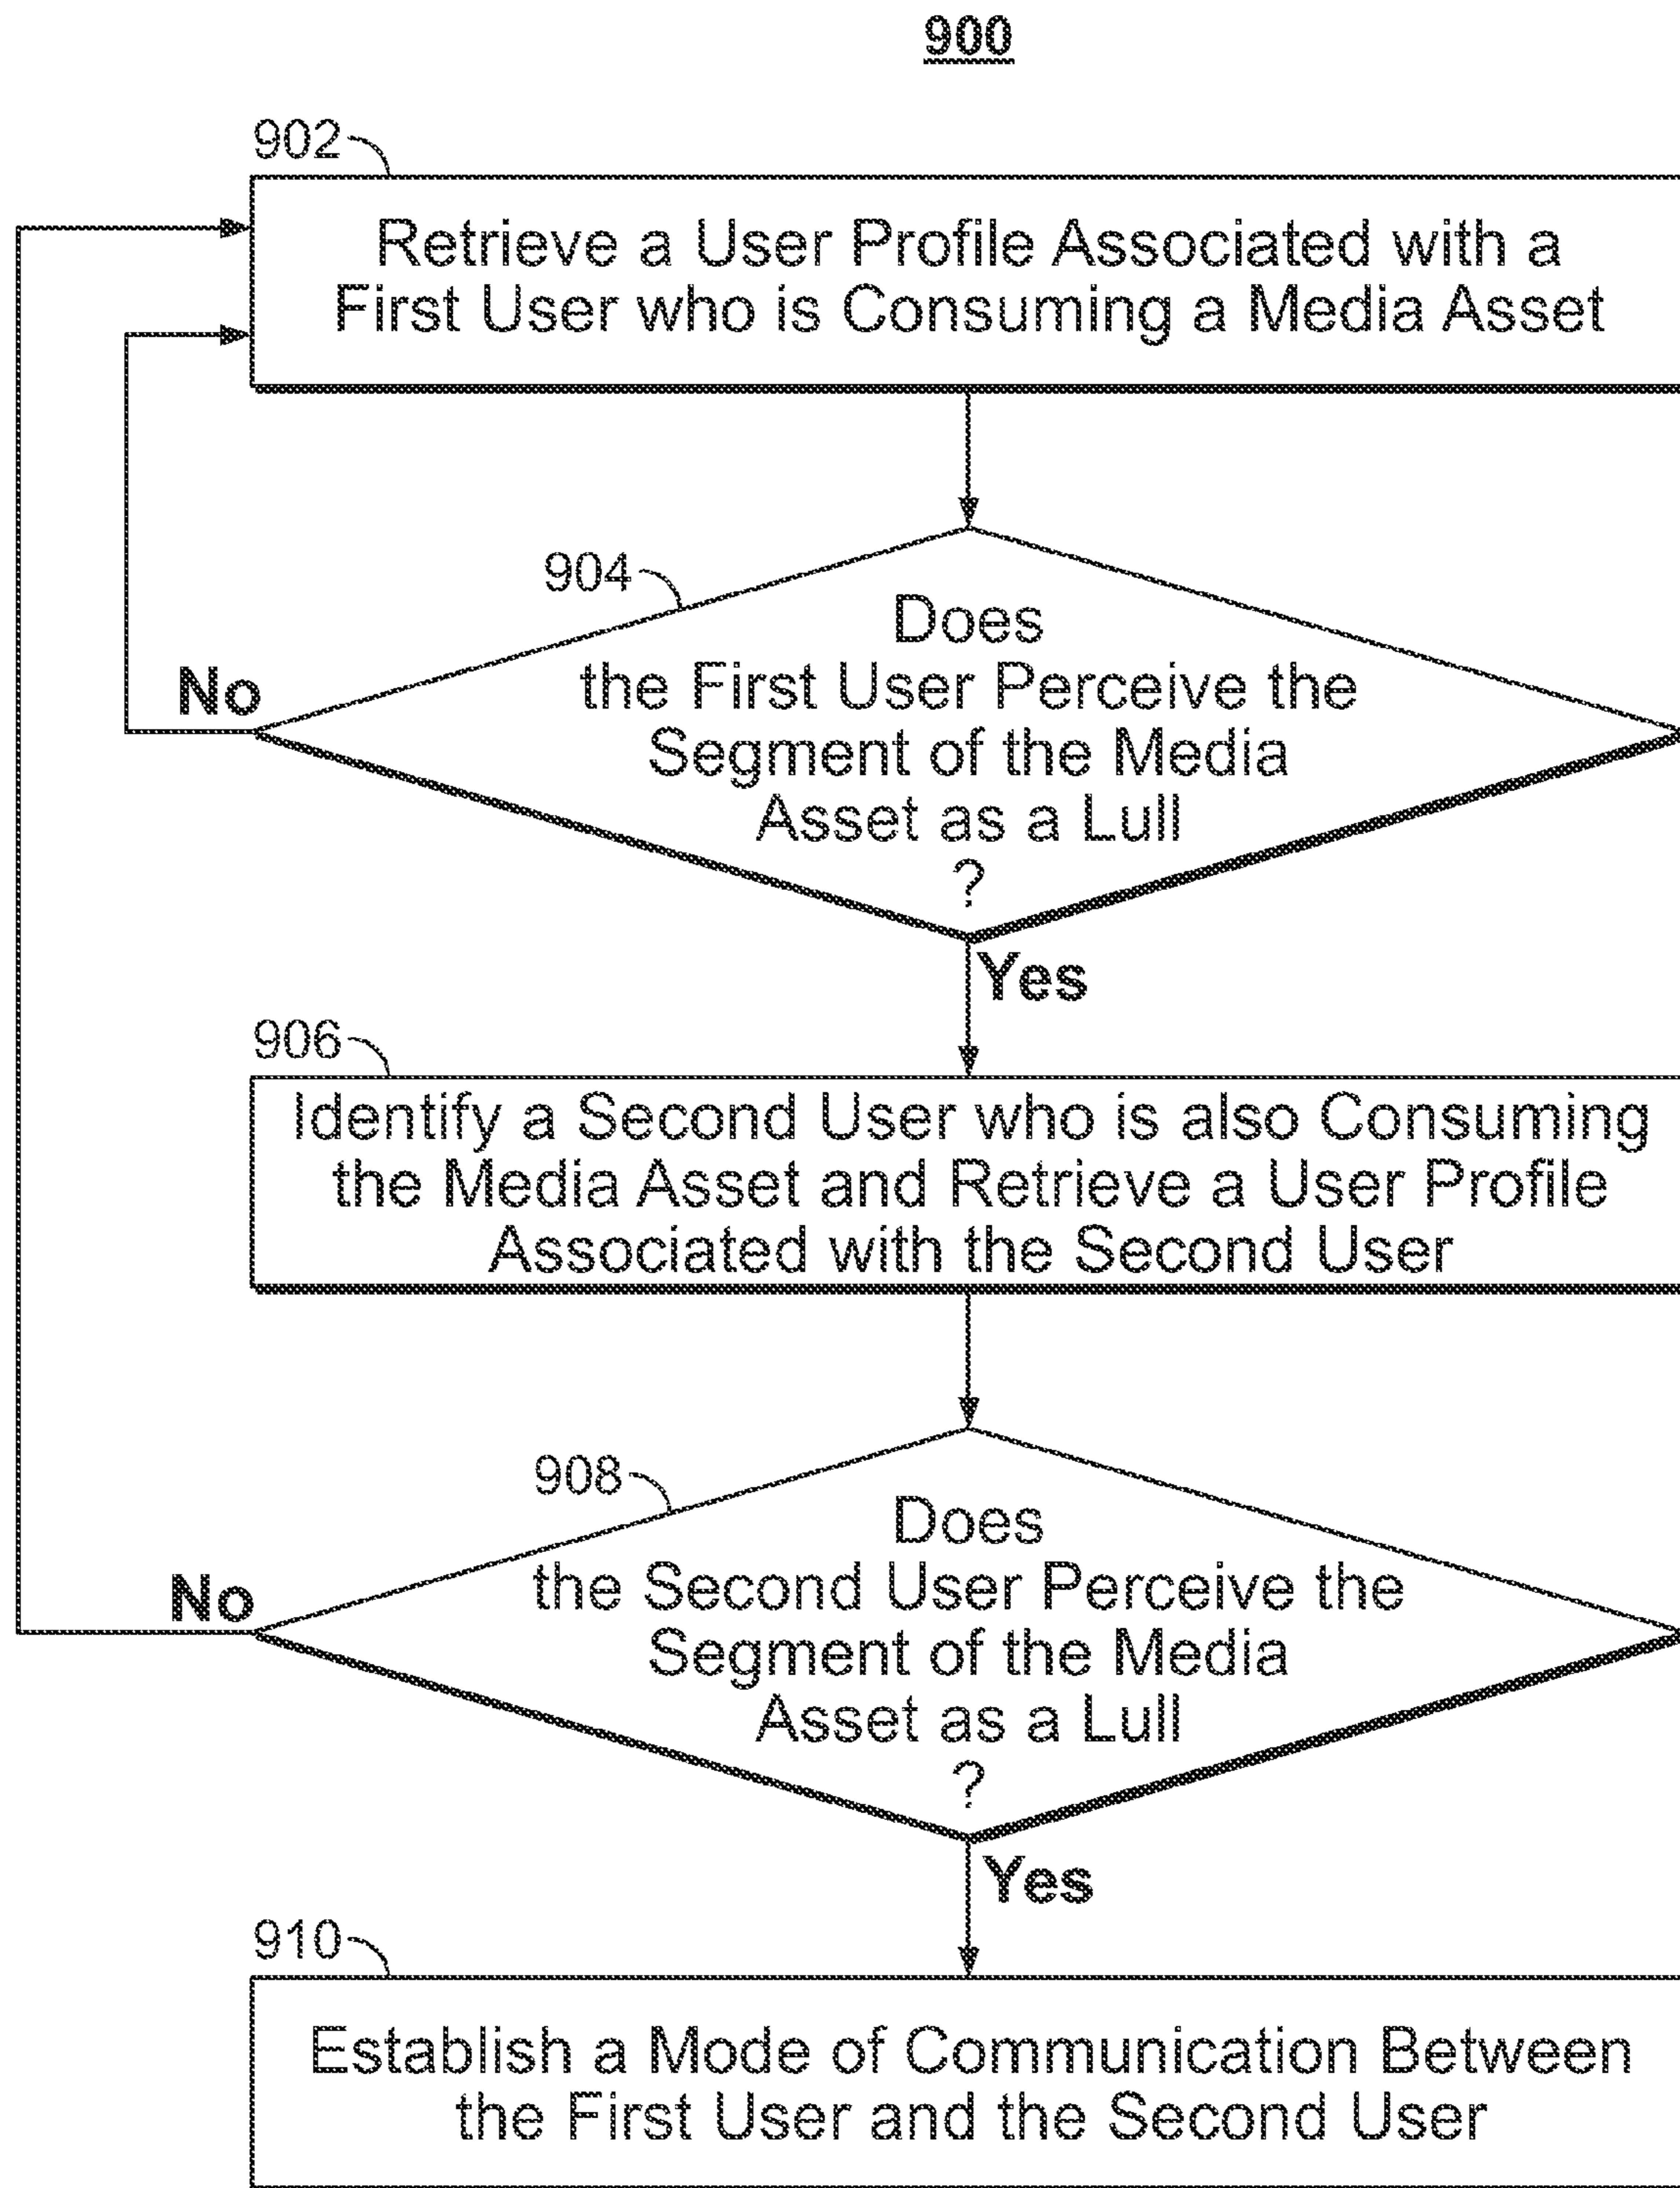 900
902
Retrieve a User Profile Associated with a
First User who is Consuming a Media Asset
904
Does
the First User Perceive the
Segment of the Media
Asset as a Lull
?
No
Yes
906
Identify a Second User who is also Consuming
the Media Asset and Retrieve a User Profile
Associated with the Second User
908
Does
the Second User Perceive the
Segment of the Media
Asset as a Lull
?
No
Yes
910
Establish a Mode of Communication Between
the First User and the Second User